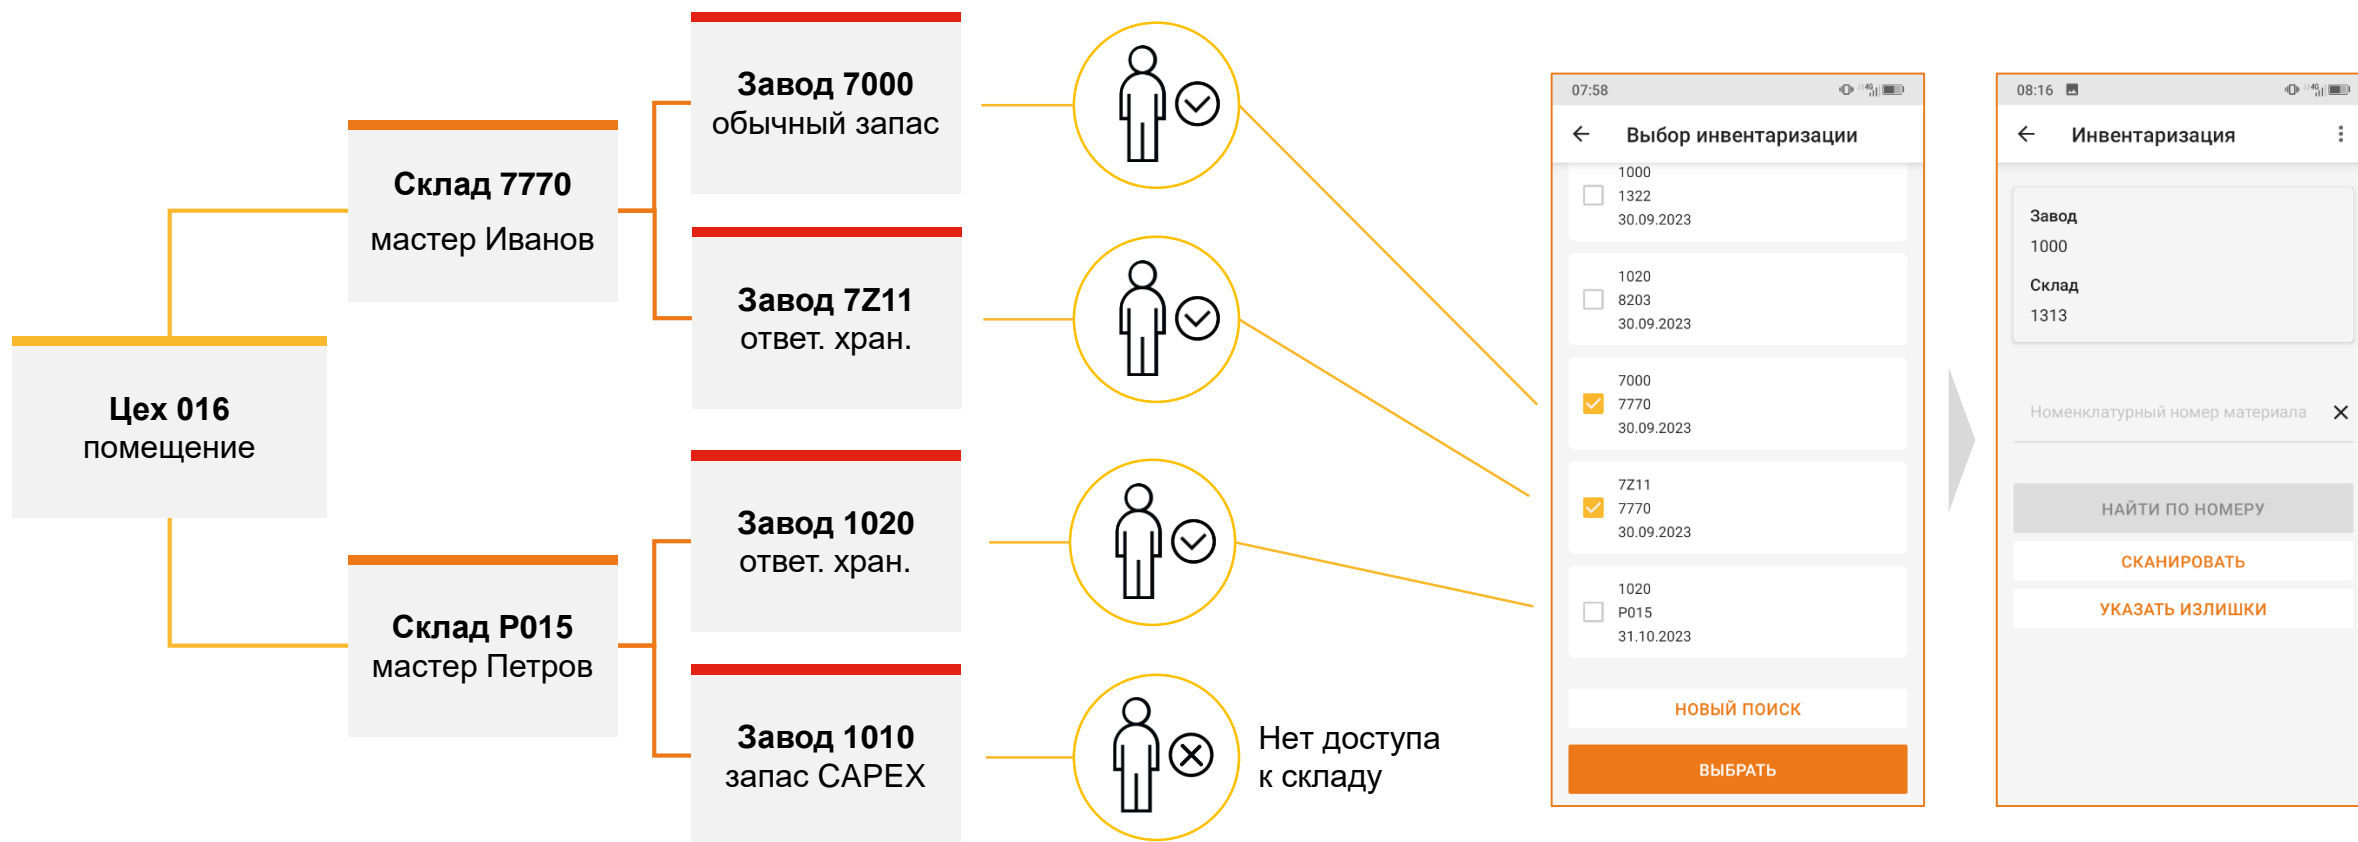 Цех 016
помещение
Склад 7770
мастер Иванов
Склад P015
мастер Петров
Завод 7000
обычный запас
Завод 7Z11
ответ. хран.
Завод 1020
ответ. хран.
Завод 1010
запас CAPEX
Нет доступа
к складу
07:58
4G
Выбор инвентаризации
1000
1322
30.09.2023
1020
8203
30.09.2023
7000
7770
30.09.2023
7Z11
7770
30.09.2023
1020
P015
31.10.2023
НОВЫЙ ПОИСК
ВЫБРАТЬ
08:16
4G
Инвентаризация
Завод
1000
Склад
1313
Номенклатурный номер материала
НАЙТИ ПО НОМЕРУ
СКАНИРОВАТЬ
УКАЗАТЬ ИЗЛИШКИ